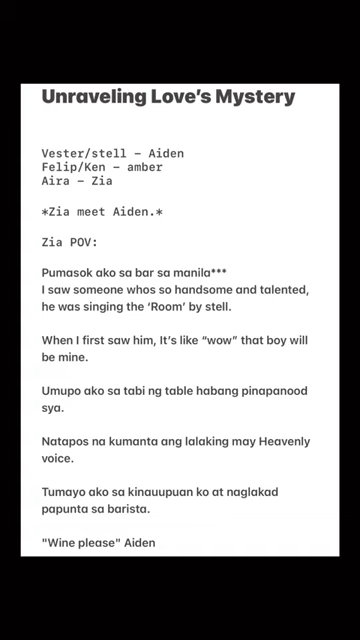 Unraveling Love's Mystery
Vester/stell - Aiden
Felip/Ken - amber
Aira - Zia
*Zia meet Aiden.*
Zia POV:
Pumasok ako sa bar sa manila***
I saw someone whos so handsome and talented,
he was singing the 'Room' by stell.
When I first saw him, It's like "wow" that boy will
be mine.
Umupo ako sa tabi ng table habang pinapanood
sya.
Natapos na kumanta ang lalaking may Heavenly
voice.
Tumayo ako sa kinauupuan ko at naglakad
papunta sa barista.
"Wine please" Aiden